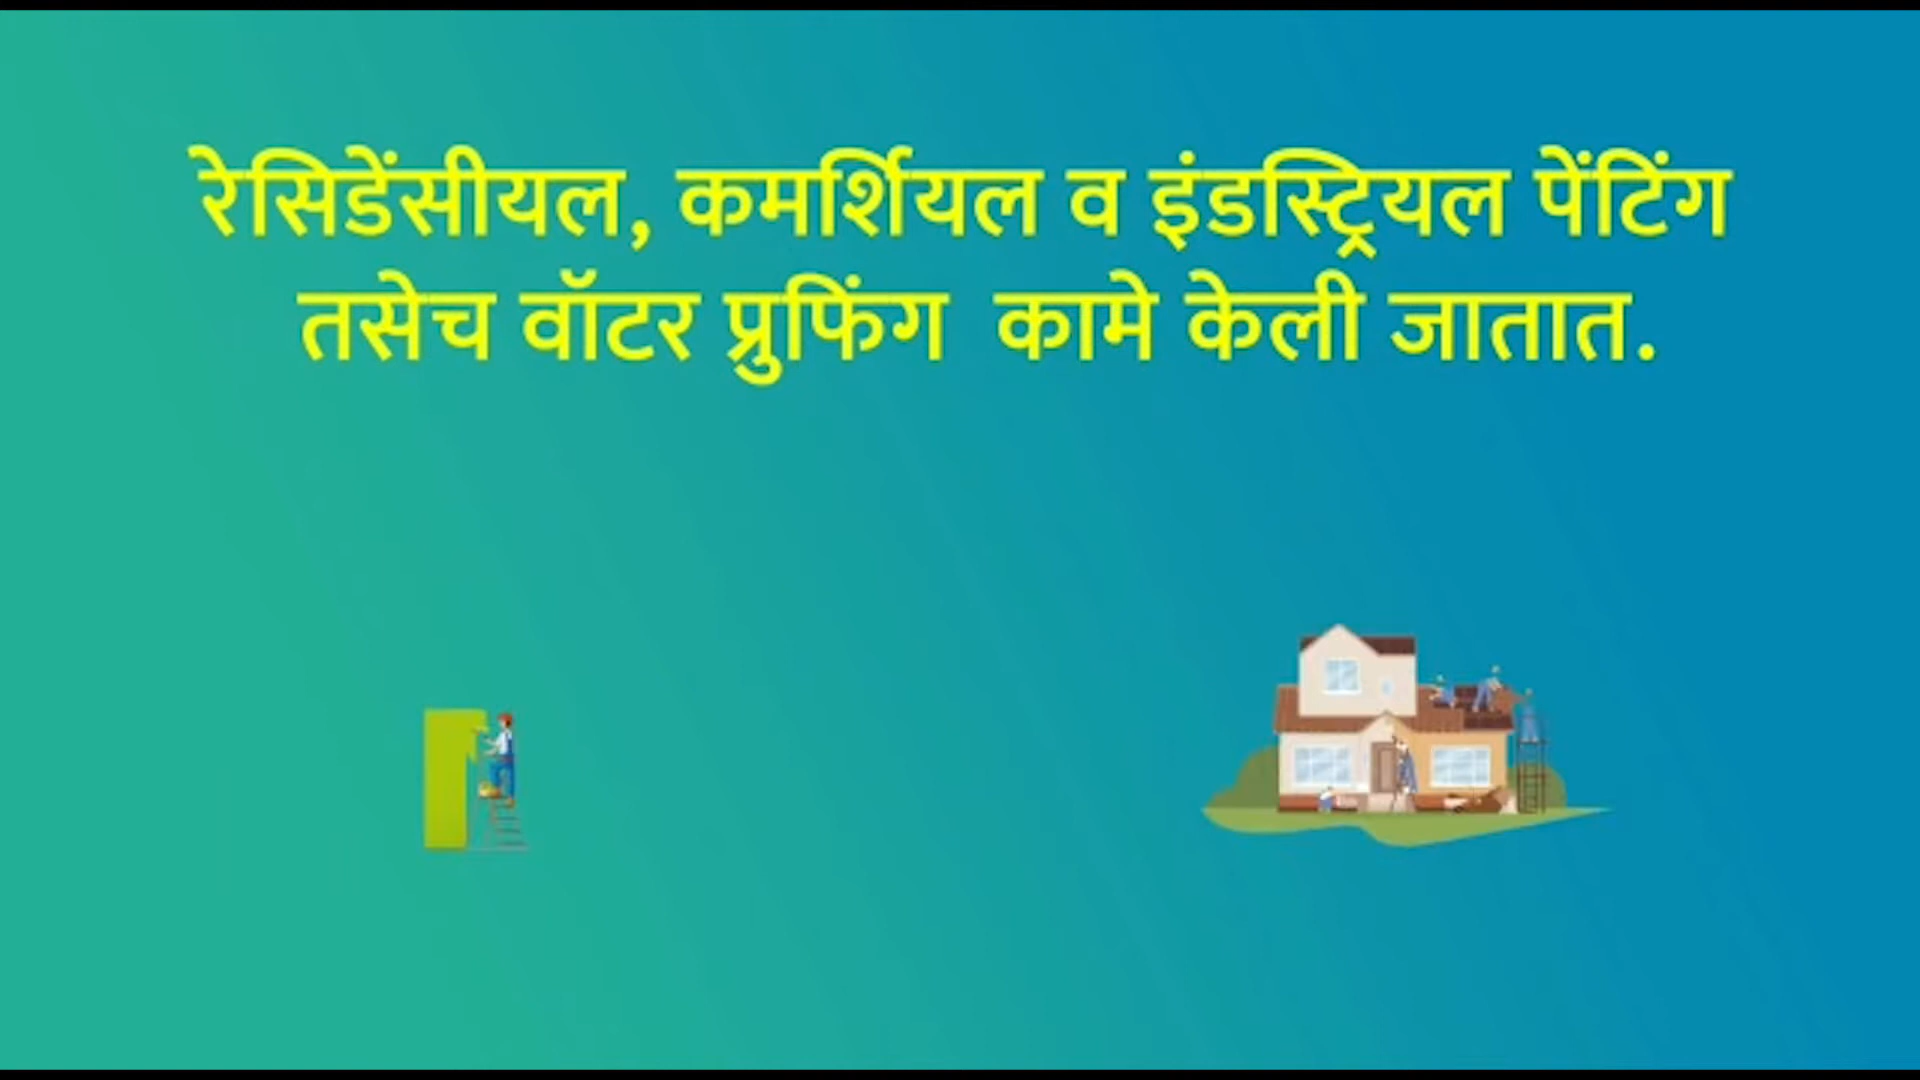 रेसिडेंसीयल, कमर्शियल व इंडस्ट्रियल पेंटिंग
तसेच वॉटर प्रुफिंग कामे केली जातात.